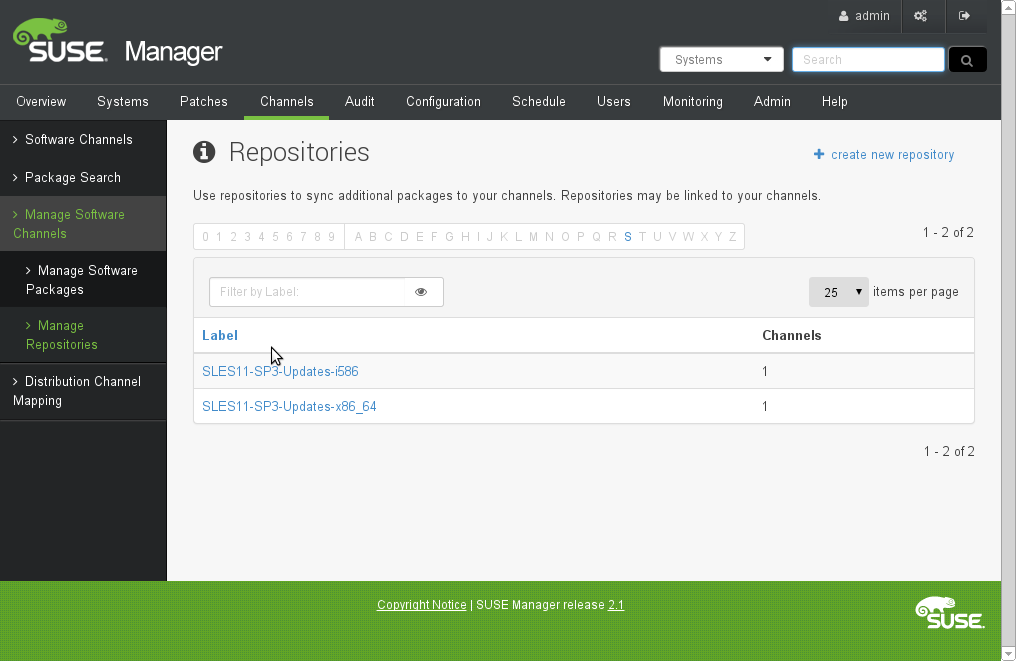 admin
SUSE Manager
Systems Search
Overview Systems Patches Channels Audit Configuration Schedule Users Monitoring Admin Help
Software Channels
Package Search
Manage Software
Channels
Manage Software
Packages
Manage
Repositories
Distribution Channel
Mapping
Repositories
create new repository
Use repositories to sync additional packages to your channels. Repositories may be linked to your channels.
0 1 2 3 4 5 6 7 8 9 A B C D E F G H I J K L M N O P Q R S T U V W X Y Z
1 - 2 of 2
Filter by Label:
25 items per page
Label Channels
SLES11-SP3-Updates-i586 1
SLES11-SP3-Updates-x86_64 1
1 - 2 of 2
Copyright Notice | SUSE Manager release 2.1
SUSE